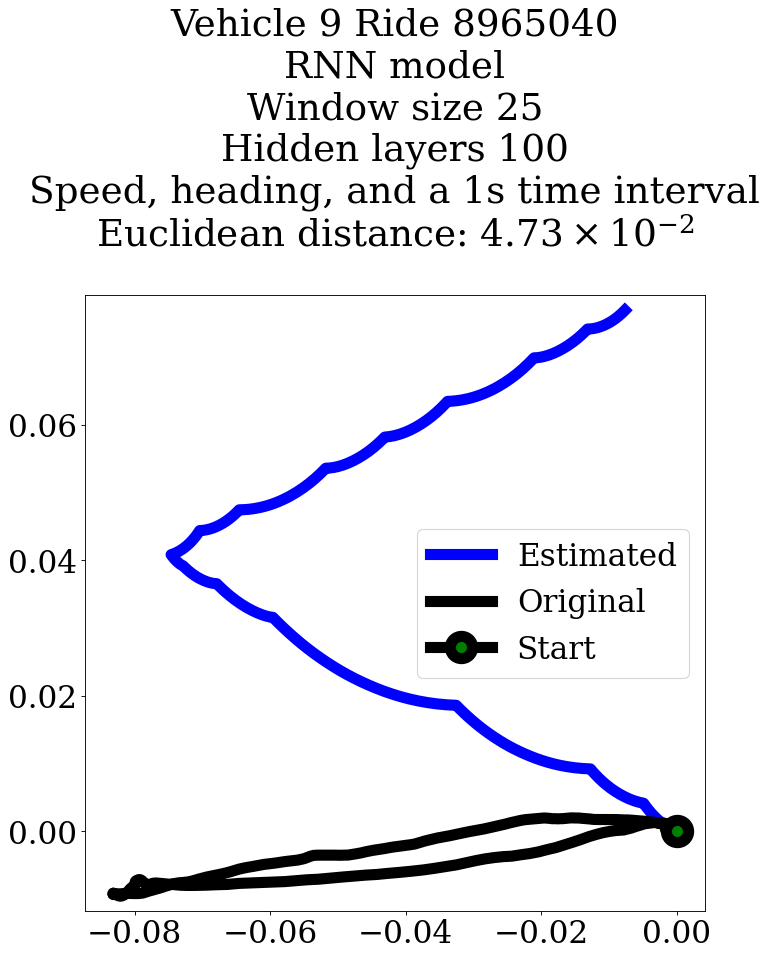 Vehicle 9 Ride 8965040
RNN model
Window size 25
Hidden layers 100
Speed, heading, and a 1s time interval
Euclidean distance: 4.73 × 10⁻²
0.06
0.04
0.02
0.00
Estimated
Original
Start
−0.08
−0.06
−0.04
−0.02
0.00